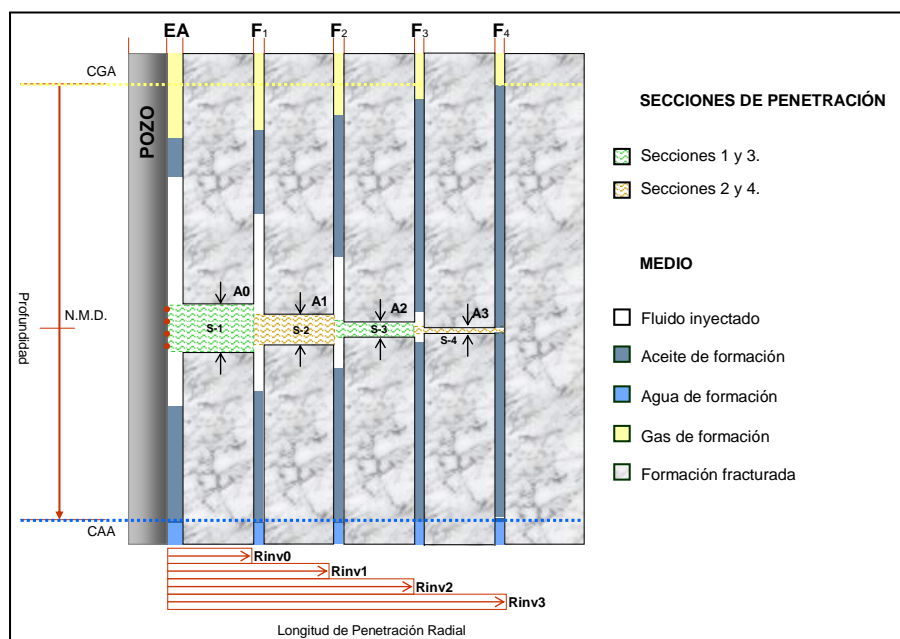 EA
F1
F2
F3
F4
CGA
POZO
Profundidad
N.M.D.
A0
A1
A2
A3
S-1
S-2
S-3
S-4
CAA
Rinv0
Rinv1
Rinv2
Rinv3
Longitud de Penetración Radial
SECCIONES DE PENETRACIÓN
Secciones 1 y 3.
Secciones 2 y 4.
MEDIO
Fluido inyectado
Aceite de formación
Agua de formación
Gas de formación
Formación fracturada